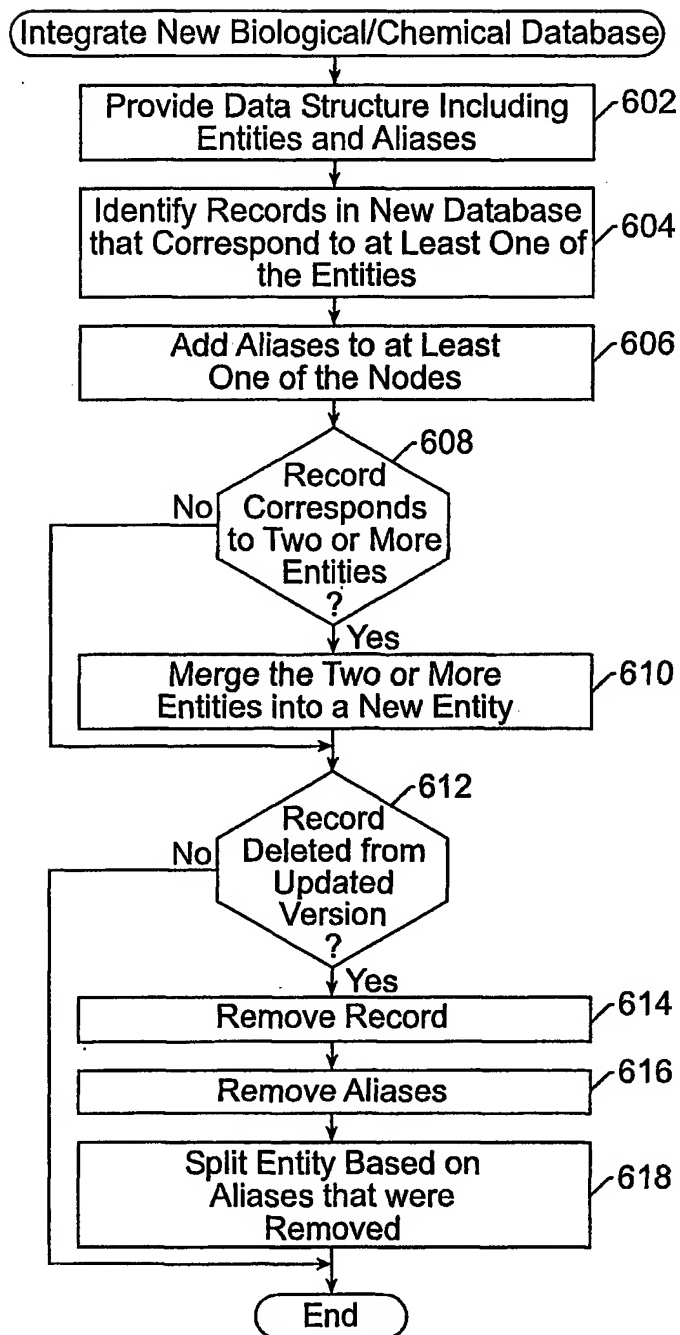 Integrate New Biological/Chemical Database
Provide Data Structure Including
Entities and Aliases
602
Identify Records in New Database
that Correspond to at Least One of
the Entities
604
Add Aliases to at Least
One of the Nodes
606
608
Record
Corresponds
to Two or More
Entities
?
No
Yes
Merge the Two or More
Entities into a New Entity
610
612
Record
Deleted from
Updated
Version
?
No
Yes
Remove Record
614
Remove Aliases
616
Split Entity Based on
Aliases that were
Removed
618
End